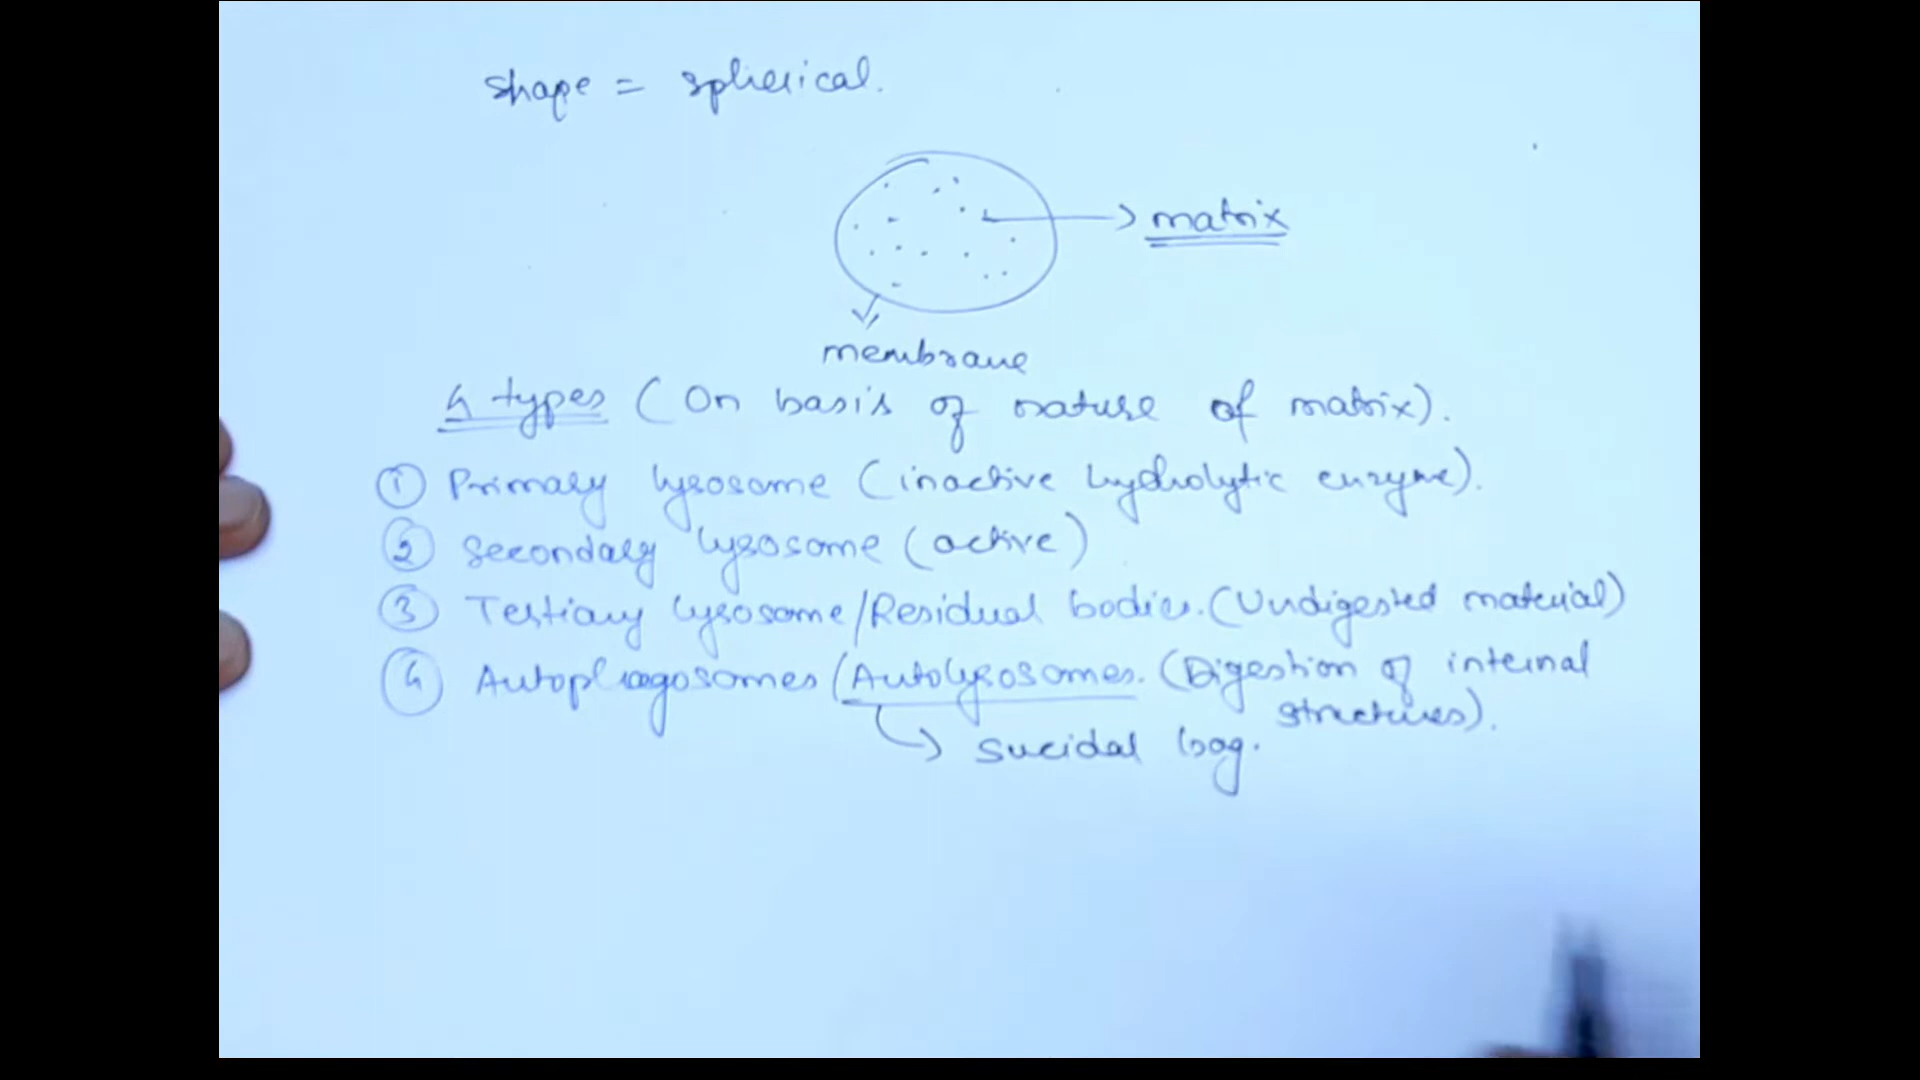 shape = spherical.
matrix
membrane
4 types (On basis of nature of matrix).
① Primary lysosome (inactive hydrolytic enzyme).
② Secondary lysosome (active)
③ Tertiary lysosome/Residual bodies. (Undigested material)
④ Autophagosomes (Autolysosomes. (Digestion of internal
structures).
sucidal bag.